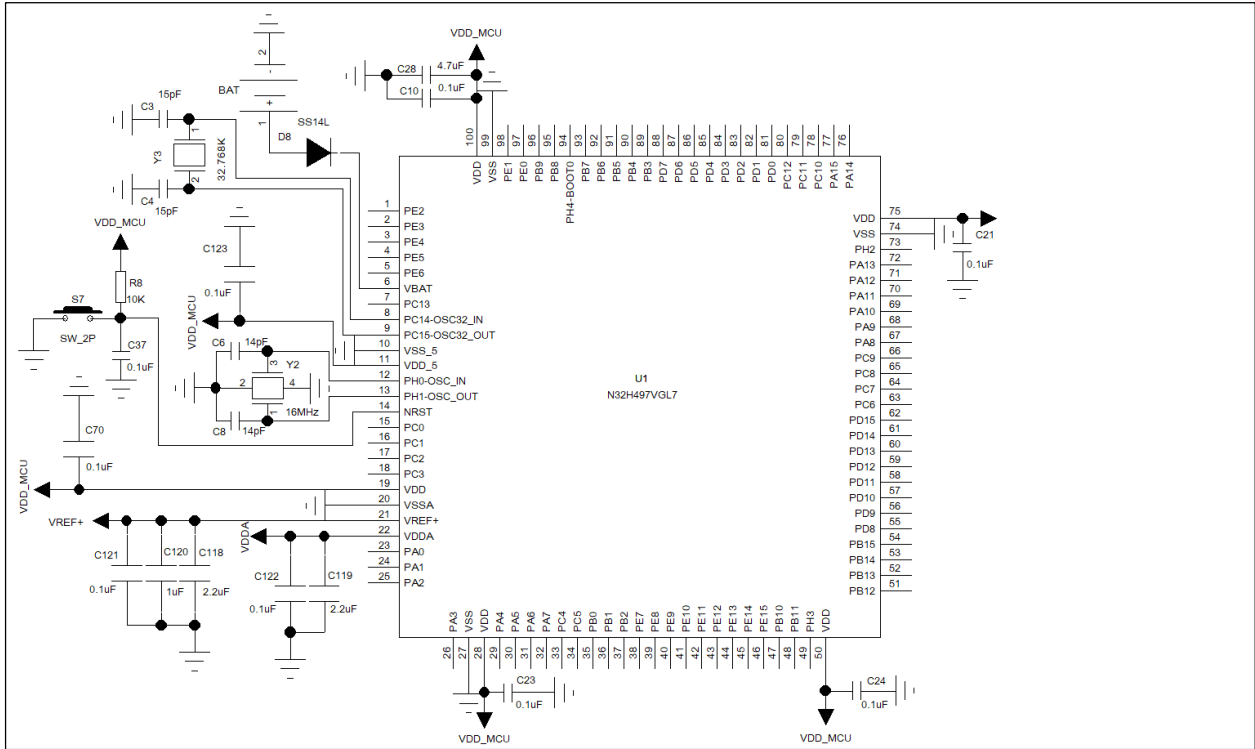 VDD_MCU
C28
4.7uF
C10
0.1uF
2
-
BAT
+
1
D8
SS14L
15pF
C3
1
Y3
32.768K
2
C4
15pF
VDD_MCU
R8
10K
S7
SW_2P
C37
0.1uF
C123
0.1uF
VDD_MCU
C6
14pF
3
Y2
2
4
1
16MHz
C8
14pF
C70
0.1uF
VDD_MCU
VREF+
C121
0.1uF
C120
1uF
C118
2.2uF
VDDA
C122
0.1uF
C119
2.2uF
100 VDD
99 VSS
98 PE1
97 PE0
96 PB9
95 PB8
94 PH4-BOOT0
93 PB7
92 PB6
91 PB5
90 PB4
89 PB3
88 PD7
87 PD6
86 PD5
85 PD4
84 PD3
83 PD2
82 PD1
81 PD0
80 PC12
79 PC11
78 PC10
77 PA15
76 PA14
1 PE2
2 PE3
3 PE4
4 PE5
5 PE6
6 VBAT
7 PC13
8 PC14-OSC32_IN
9 PC15-OSC32_OUT
10 VSS_5
11 VDD_5
12 PH0-OSC_IN
13 PH1-OSC_OUT
14 NRST
15 PC0
16 PC1
17 PC2
18 PC3
19 VDD
20 VSSA
21 VREF+
22 VDDA
23 PA0
24 PA1
25 PA2
U1
N32H497VGL7
VDD 75
VSS 74
PH2 73
PA13 72
PA12 71
PA11 70
PA10 69
PA9 68
PA8 67
PC9 66
PC8 65
PC7 64
PC6 63
PD15 62
PD14 61
PD13 60
PD12 59
PD11 58
PD10 57
PD9 56
PD8 55
PB15 54
PB14 53
PB13 52
PB12 51
C21
0.1uF
PA3 26
VSS 27
VDD 28
PA4 29
PA5 30
PA6 31
PA7 32
PC4 33
PC5 34
PB0 35
PB1 36
PB2 37
PE7 38
PE8 39
PE9 40
PE10 41
PE11 42
PE12 43
PE13 44
PE14 45
PE15 46
PB10 47
PB11 48
PH3 49
VDD 50
C23
0.1uF
VDD_MCU
C24
0.1uF
VDD_MCU